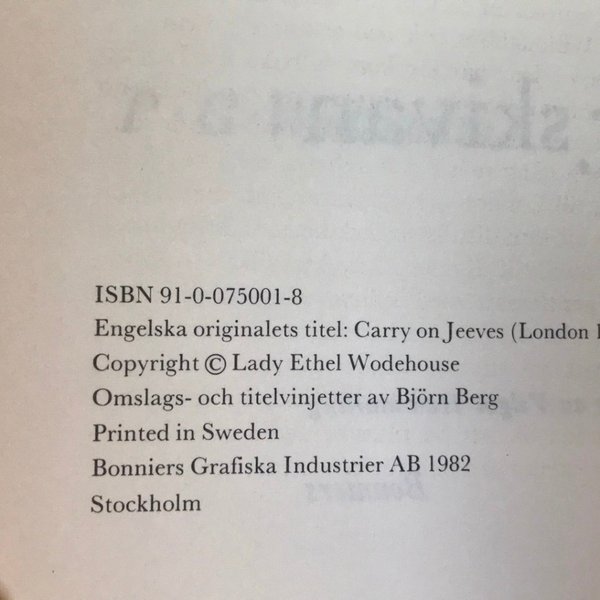 ISBN 91-0-075001-8
Engelska originalets titel: Carry on Jeeves (London
Copyright © Lady Ethel Wodehouse
Omslags- och titelvinjetter av Björn Berg
Printed in Sweden
Bonniers Grafiska Industrier AB 1982
Stockholm